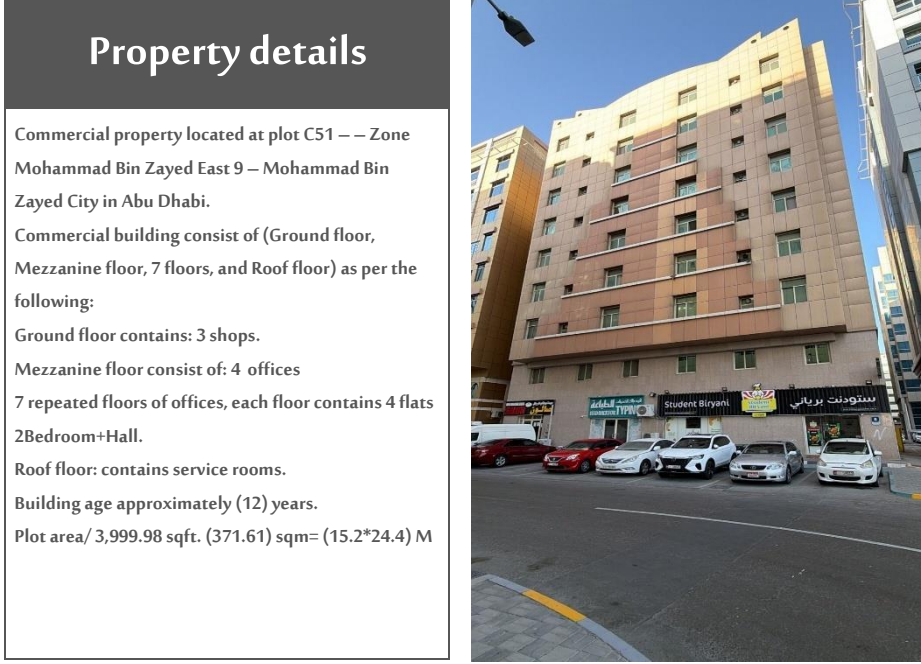 Property details
Commercial property located at plot C51 – – Zone
Mohammad Bin Zayed East 9 – Mohammad Bin
Zayed City in Abu Dhabi.
Commercial building consist of (Ground floor,
Mezzanine floor, 7 floors, and Roof floor) as per the
following:
Ground floor contains: 3 shops.
Mezzanine floor consist of: 4 offices
7 repeated floors of offices, each floor contains 4 flats
2Bedroom+Hall.
Roof floor: contains service rooms.
Building age approximately (12) years.
Plot area/ 3,999.98 sqft. (371.61) sqm= (15.2*24.4) M
TYPING
Student Biryani
ستودنت برياني